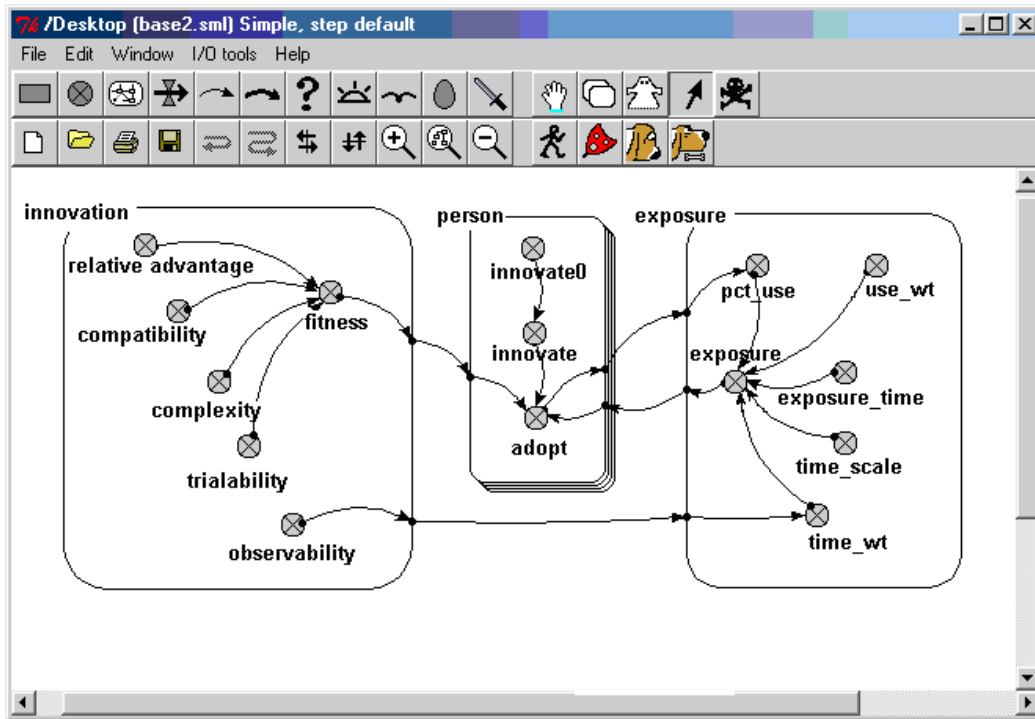 /Desktop (base2.sml) Simple, step default
File Edit Window I/O tools Help
innovation
person
exposure
relative advantage
innovate0
pct_use
use_wt
compatibility
fitness
innovate
exposure
complexity
exposure_time
adopt
trialability
time_scale
observability
time_wt